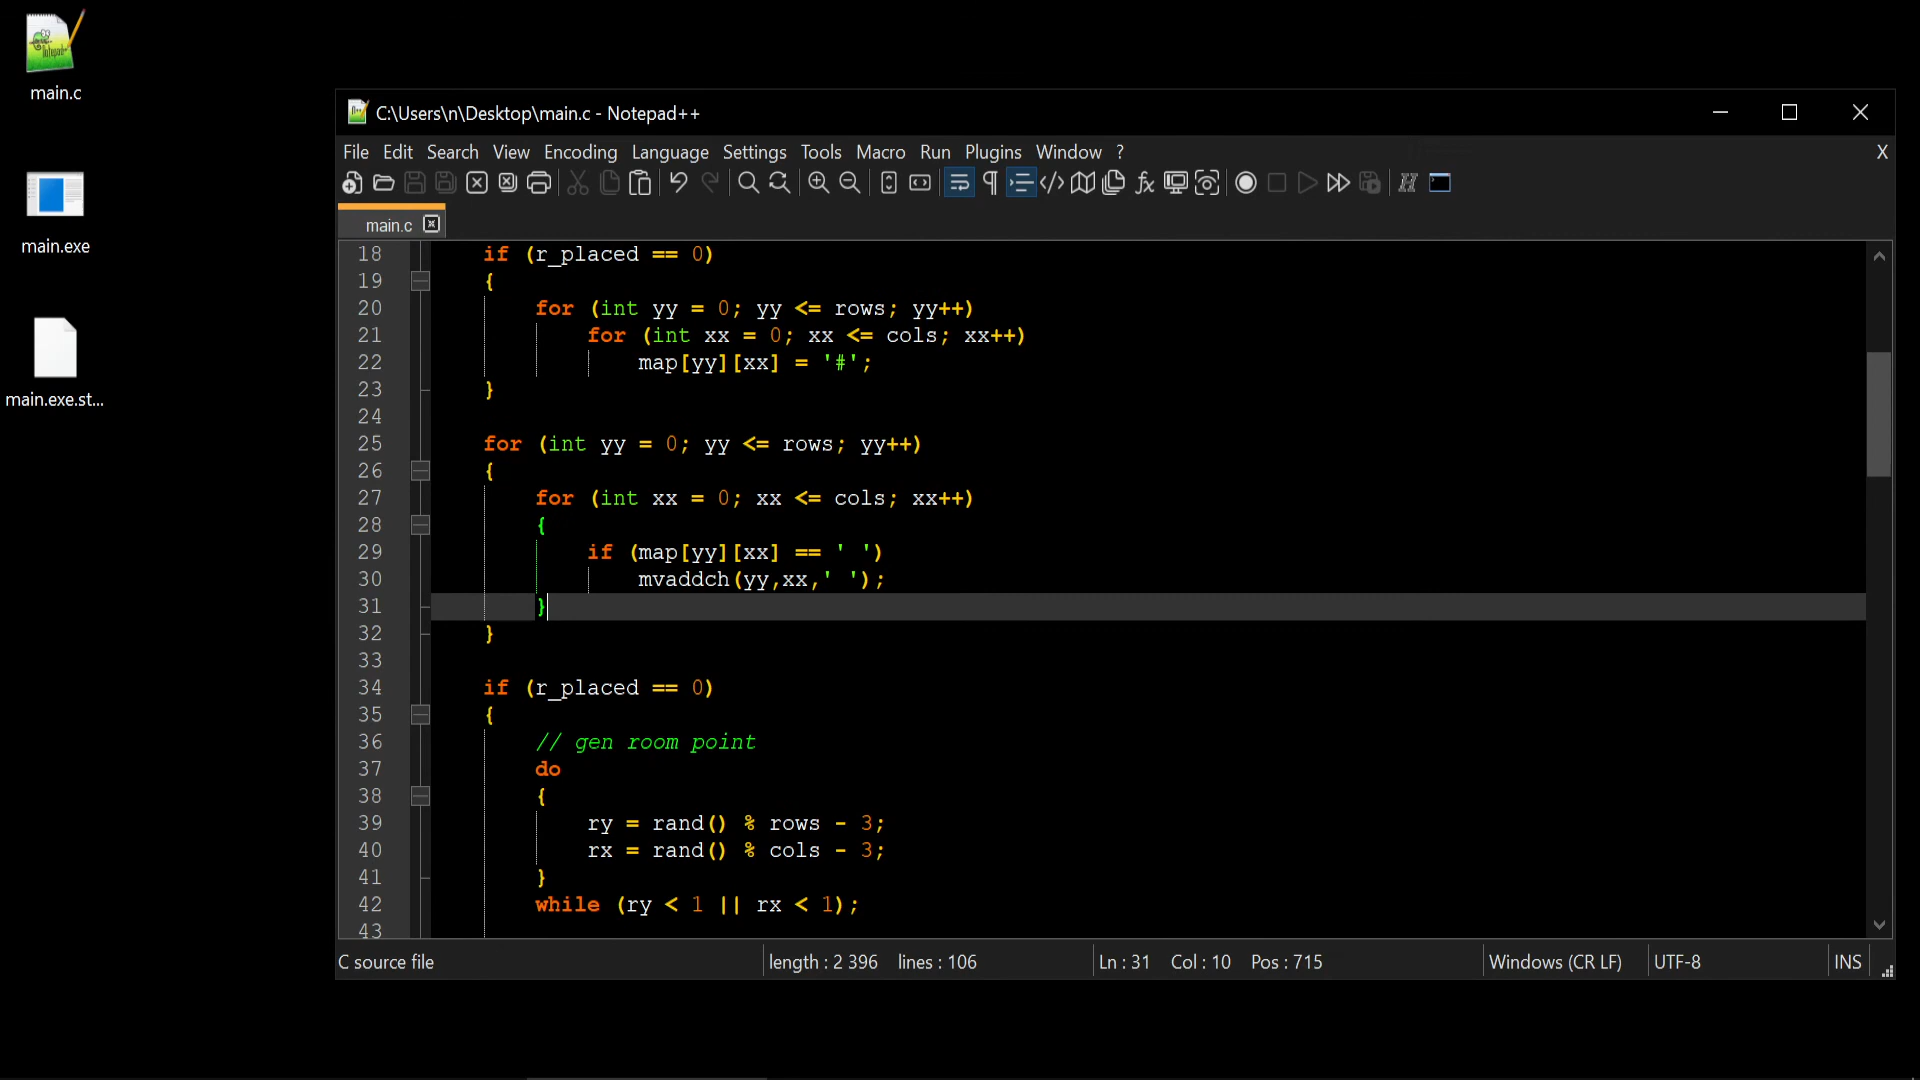 main.c
main.exe
main.exe.st...
C:\Users\n\Desktop\main.c - Notepad++
File Edit Search View Encoding Language Settings Tools Macro Run Plugins Window ? X
main.c
18 if (r_placed == 0)
19 {
20 for (int yy = 0; yy <= rows; yy++)
21 for (int xx = 0; xx <= cols; xx++)
22 map[yy][xx] = '#';
23 }
24
25 for (int yy = 0; yy <= rows; yy++)
26 {
27 for (int xx = 0; xx <= cols; xx++)
28 {
29 if (map[yy][xx] == ' ')
30 mvaddch(yy,xx,' ');
31 }
32 }
33
34 if (r_placed == 0)
35 {
36 // gen room point
37 do
38 {
39 ry = rand() % rows - 3;
40 rx = rand() % cols - 3;
41 }
42 while (ry < 1 || rx < 1);
43
C source file length : 2 396 lines : 106 Ln : 31 Col : 10 Pos : 715 Windows (CR LF) UTF-8 INS